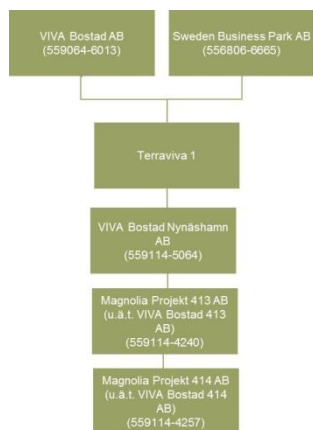 VIVA Bostad AB
(559064-6013)
Sweden Business Park AB
(556806-6665)
Terraviva 1
VIVA Bostad Nynäshamn
AB
(559114-5064)
Magnolia Projekt 413 AB
(u.ä.t. VIVA Bostad 413
AB)
(559114-4240)
Magnolia Projekt 414 AB
(u.ä.t. VIVA Bostad 414
AB)
(559114-4257)